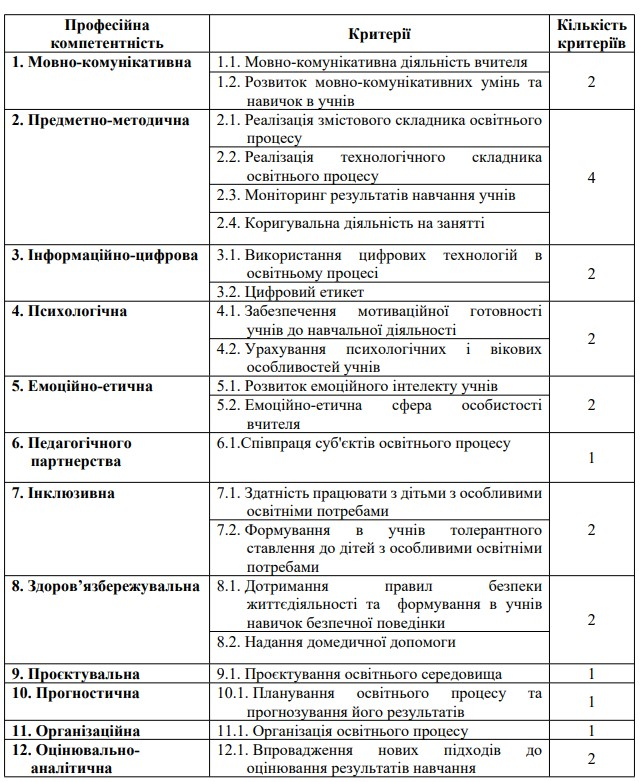 Професійна
компетентність
Критерії
Кількість
критеріїв
1. Мовно-комунікативна
1.1. Мовно-комунікативна діяльність вчителя
1.2. Розвиток мовно-комунікативних умінь та
навичок в учнів
2
2. Предметно-методична
2.1. Реалізація змістового складника освітнього
процесу
2.2. Реалізація технологічного складника
освітнього процесу
2.3. Моніторинг результатів навчання учнів
2.4. Коригувальна діяльність на занятті
4
3. Інформаційно-цифрова
3.1. Використання цифрових технологій в
освітньому процесі
3.2. Цифровий етикет
2
4. Психологічна
4.1. Забезпечення мотиваційної готовності
учнів до навчальної діяльності
4.2. Урахування психологічних і вікових
особливостей учнів
2
5. Емоційно-етична
5.1. Розвиток емоційного інтелекту учнів
5.2. Емоційно-етична сфера особистості
вчителя
2
6. Педагогічного
партнерства
6.1.Співпраця суб'єктів освітнього процесу
1
7. Інклюзивна
7.1. Здатність працювати з дітьми з особливими
освітніми потребами
7.2. Формування в учнів толерантного
ставлення до дітей з особливими освітніми
потребами
2
8. Здоров’язбережувальна
8.1. Дотримання правил безпеки
життєдіяльності та формування в учнів
навичок безпечної поведінки
8.2. Надання домедичної допомоги
2
9. Проєктувальна
9.1. Проєктування освітнього середовища
1
10. Прогностична
10.1. Планування освітнього процесу та
прогнозування його результатів
1
11. Організаційна
11.1. Організація освітнього процесу
1
12. Оцінювально-
аналітична
12.1. Впровадження нових підходів до
оцінювання результатів навчання
2